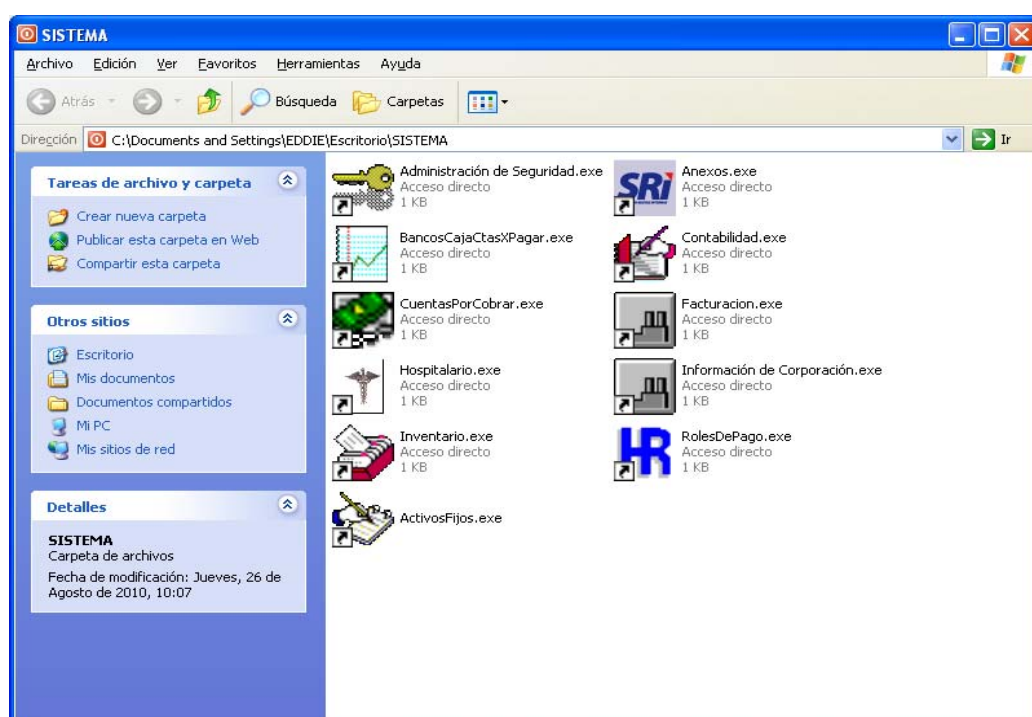 SISTEMA
Archivo Edición Ver Favoritos Herramientas Ayuda
Atrás Búsqueda Carpetas
Dirección C:\Documents and Settings\EDDIE\Escritorio\SISTEMA Ir
Tareas de archivo y carpeta
Crear nueva carpeta
Publicar esta carpeta en Web
Compartir esta carpeta
Otros sitios
Escritorio
Mis documentos
Documentos compartidos
Mi PC
Mis sitios de red
Detalles
SISTEMA
Carpeta de archivos
Fecha de modificación: Jueves, 26 de
Agosto de 2010, 10:07
Administración de Seguridad.exe
Acceso directo
1 KB
SRi
Anexos.exe
Acceso directo
1 KB
BancosCajaCtasXPagar.exe
Acceso directo
1 KB
Contabilidad.exe
Acceso directo
1 KB
CuentasPorCobrar.exe
Acceso directo
1 KB
Facturacion.exe
Acceso directo
1 KB
Hospitalario.exe
Acceso directo
1 KB
Información de Corporación.exe
Acceso directo
1 KB
Inventario.exe
Acceso directo
1 KB
HR
RolesDePago.exe
Acceso directo
1 KB
ActivosFijos.exe